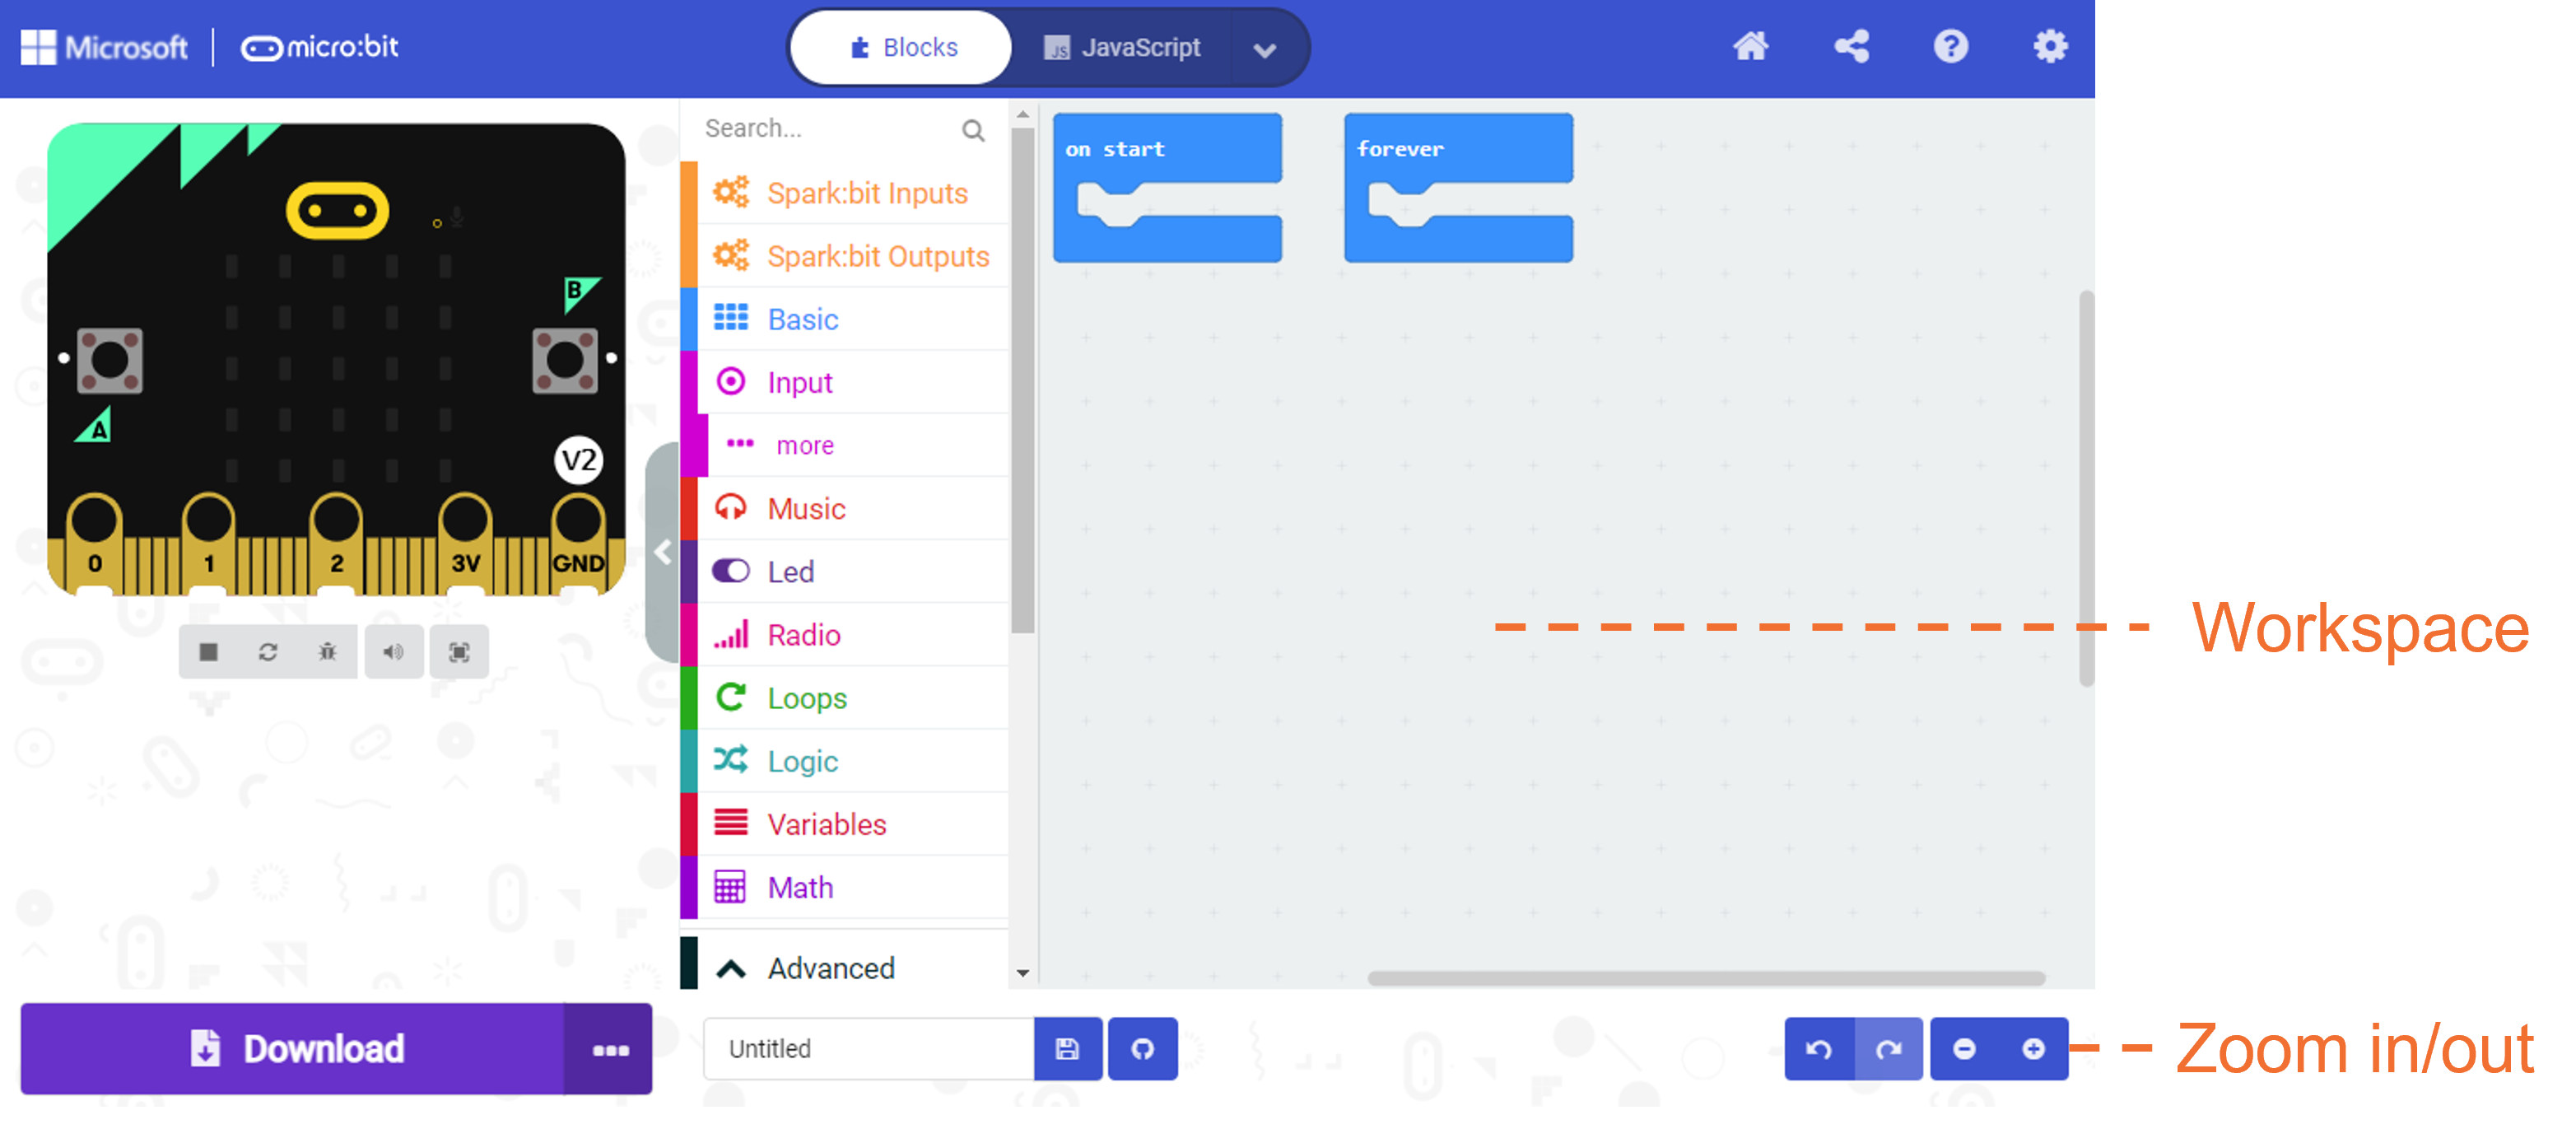 Microsoft | micro:bit
Blocks
JS JavaScript
Search...
on start
forever
Spark:bit Inputs
Spark:bit Outputs
Basic
Input
more
Music
Led
Radio
Loops
Logic
Variables
Math
Advanced
B
A
V2
0 1 2 3V GND
Workspace
Download
Untitled
Zoom in/out